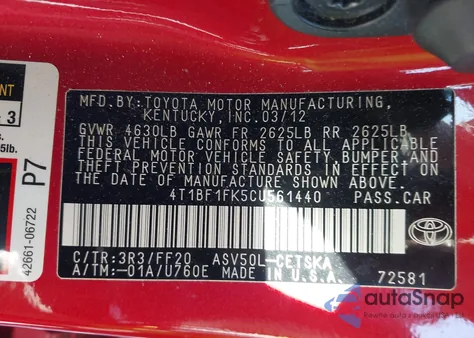 MFD.BY:TOYOTA MOTOR MANUFACTURING,
KENTUCKY,INC.03/12
GVWR 4630LB GAWR FR 2625LB RR 2625LB
THIS VEHICLE CONFORMS TO ALL APPLICABLE
FEDERAL MOTOR VEHICLE SAFETY,BUMPER,AND
THEFT PREVENTION STANDARDS IN EFFECT ON
THE DATE OF MANUFACTURE SHOWN ABOVE.
4T1BF1FK5CU561440 PASS.CAR
C/TR:3R3/FF20 ASV50L-CETSKA
A/TM:-01A/U760E MADE IN U.S.A. 72581
TOYOTA
3
5lb.
P7
42661-06722
autoSnap